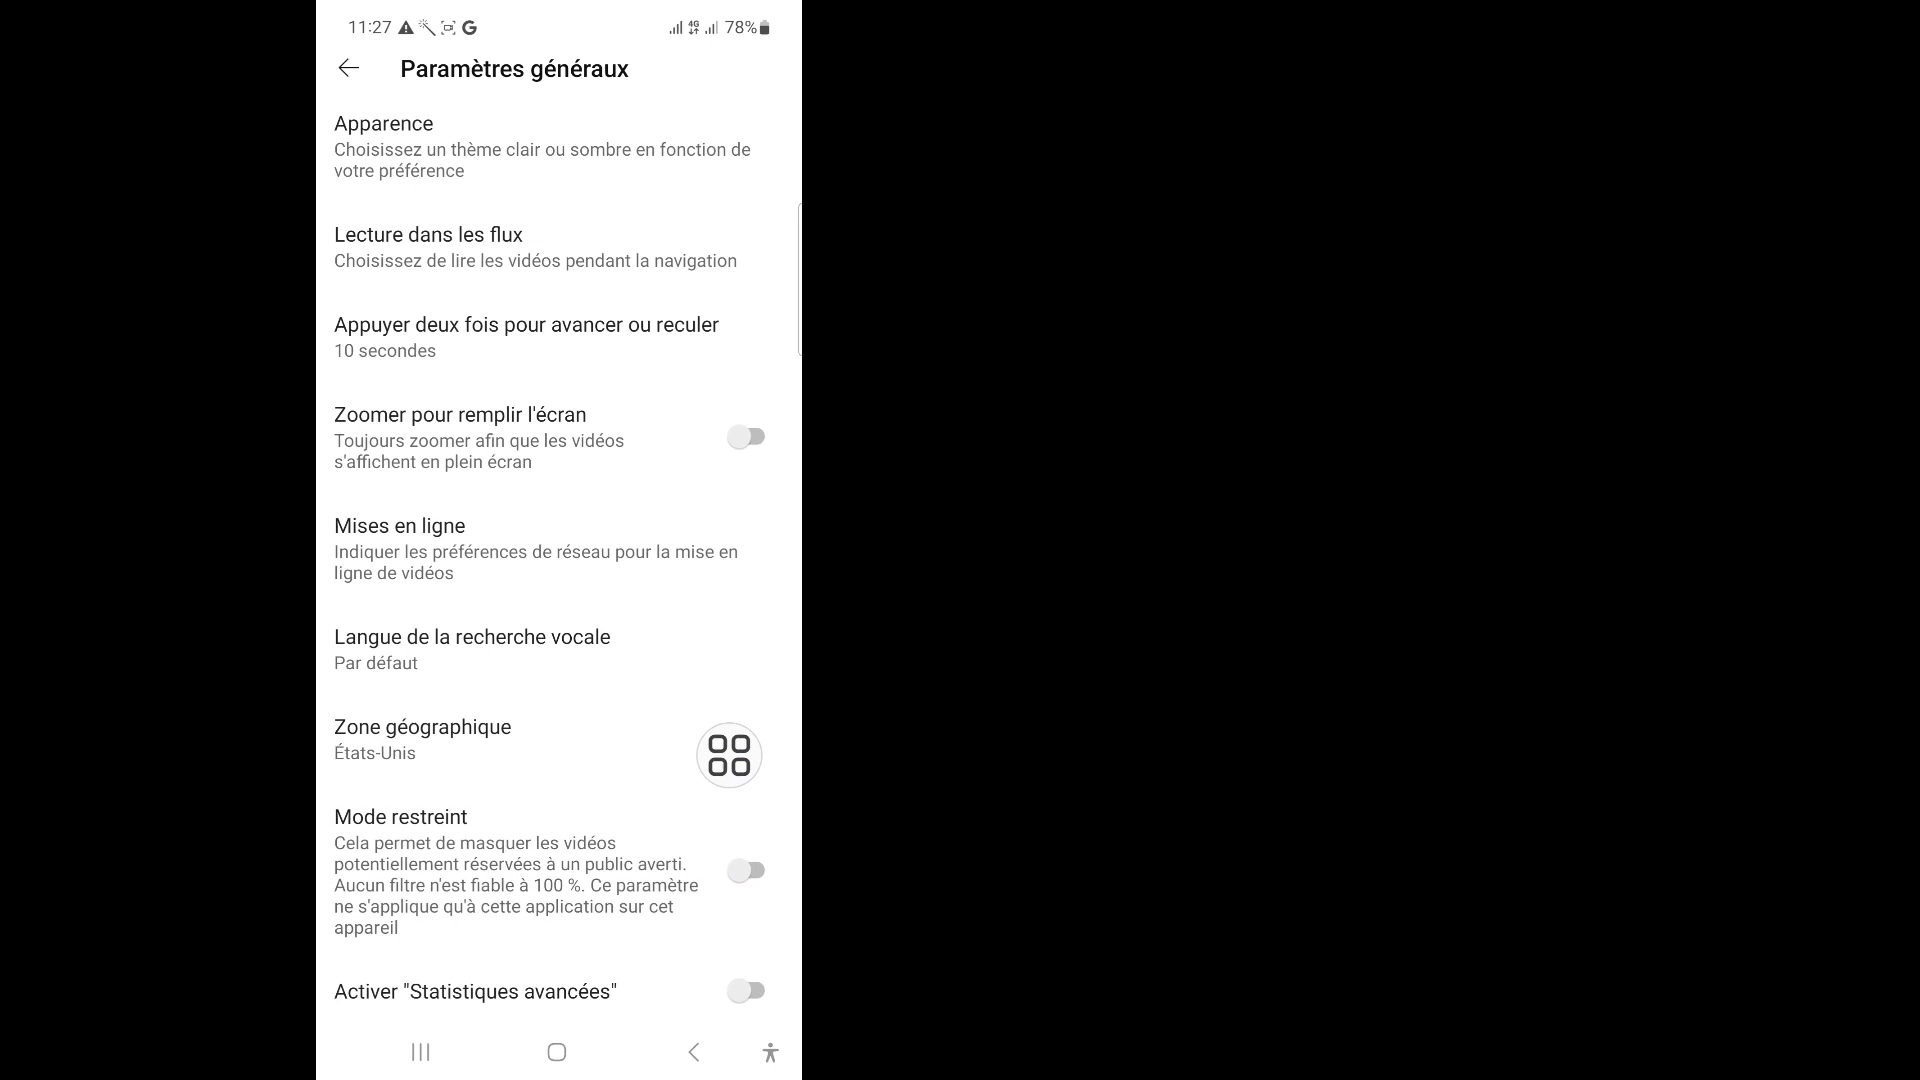 11:27
4G
78%
Paramètres généraux
Apparence
Choisissez un thème clair ou sombre en fonction de
votre préférence
Lecture dans les flux
Choisissez de lire les vidéos pendant la navigation
Appuyer deux fois pour avancer ou reculer
10 secondes
Zoomer pour remplir l'écran
Toujours zoomer afin que les vidéos
s'affichent en plein écran
Mises en ligne
Indiquer les préférences de réseau pour la mise en
ligne de vidéos
Langue de la recherche vocale
Par défaut
Zone géographique
États-Unis
Mode restreint
Cela permet de masquer les vidéos
potentiellement réservées à un public averti.
Aucun filtre n'est fiable à 100 %. Ce paramètre
ne s'applique qu'à cette application sur cet
appareil
Activer "Statistiques avancées"